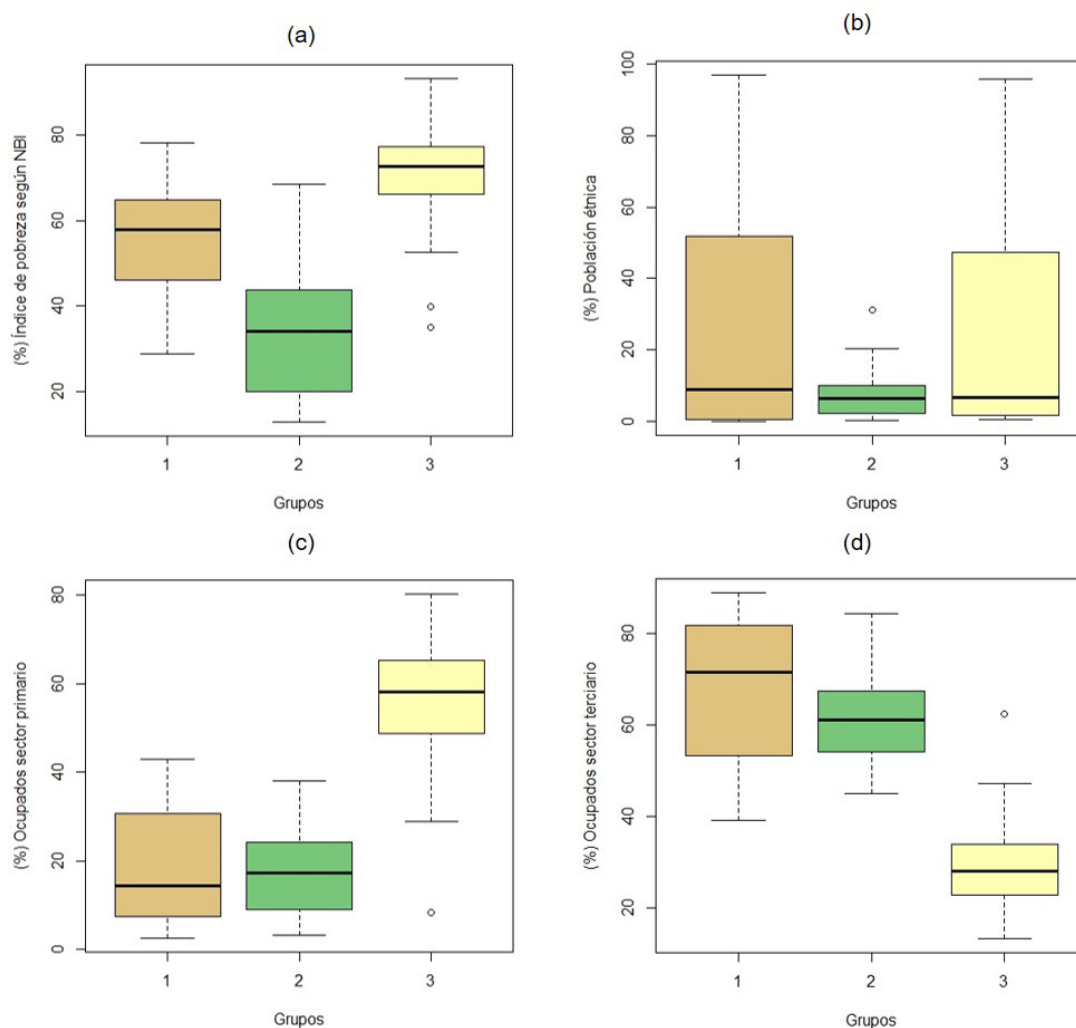 (a)
(%) Índice de pobreza según NBI
80
60
40
20
1 2 3
Grupos
(b)
(%) Población étnica
100
80
60
40
20
0
1 2 3
Grupos
(c)
(%) Ocupados sector primario
80
60
40
20
0
1 2 3
Grupos
(d)
(%) Ocupados sector terciario
80
60
40
20
1 2 3
Grupos